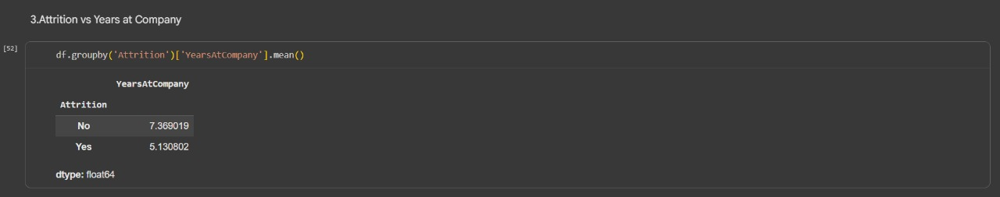 3.Attrition vs Years at Company
[52]
df.groupby('Attrition')['YearsAtCompany'].mean()
YearsAtCompany
Attrition
No 7.369019
Yes 5.130802
dtype: float64